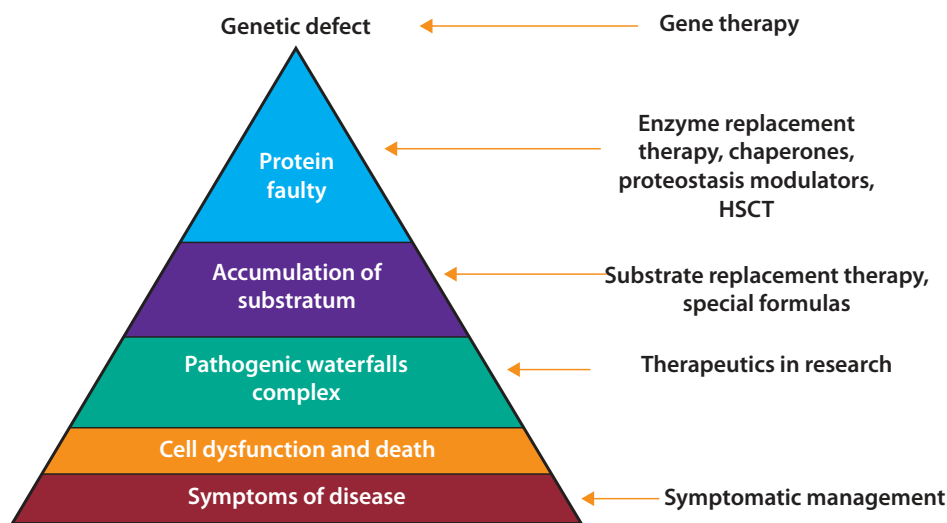 Genetic defect
Gene therapy
Protein
faulty
Enzyme replacement
therapy, chaperones,
proteostasis modulators,
HSCT
Accumulation of
substratum
Substrate replacement therapy,
special formulas
Pathogenic waterfalls
complex
Therapeutics in research
Cell dysfunction and death
Symptoms of disease
Symptomatic management